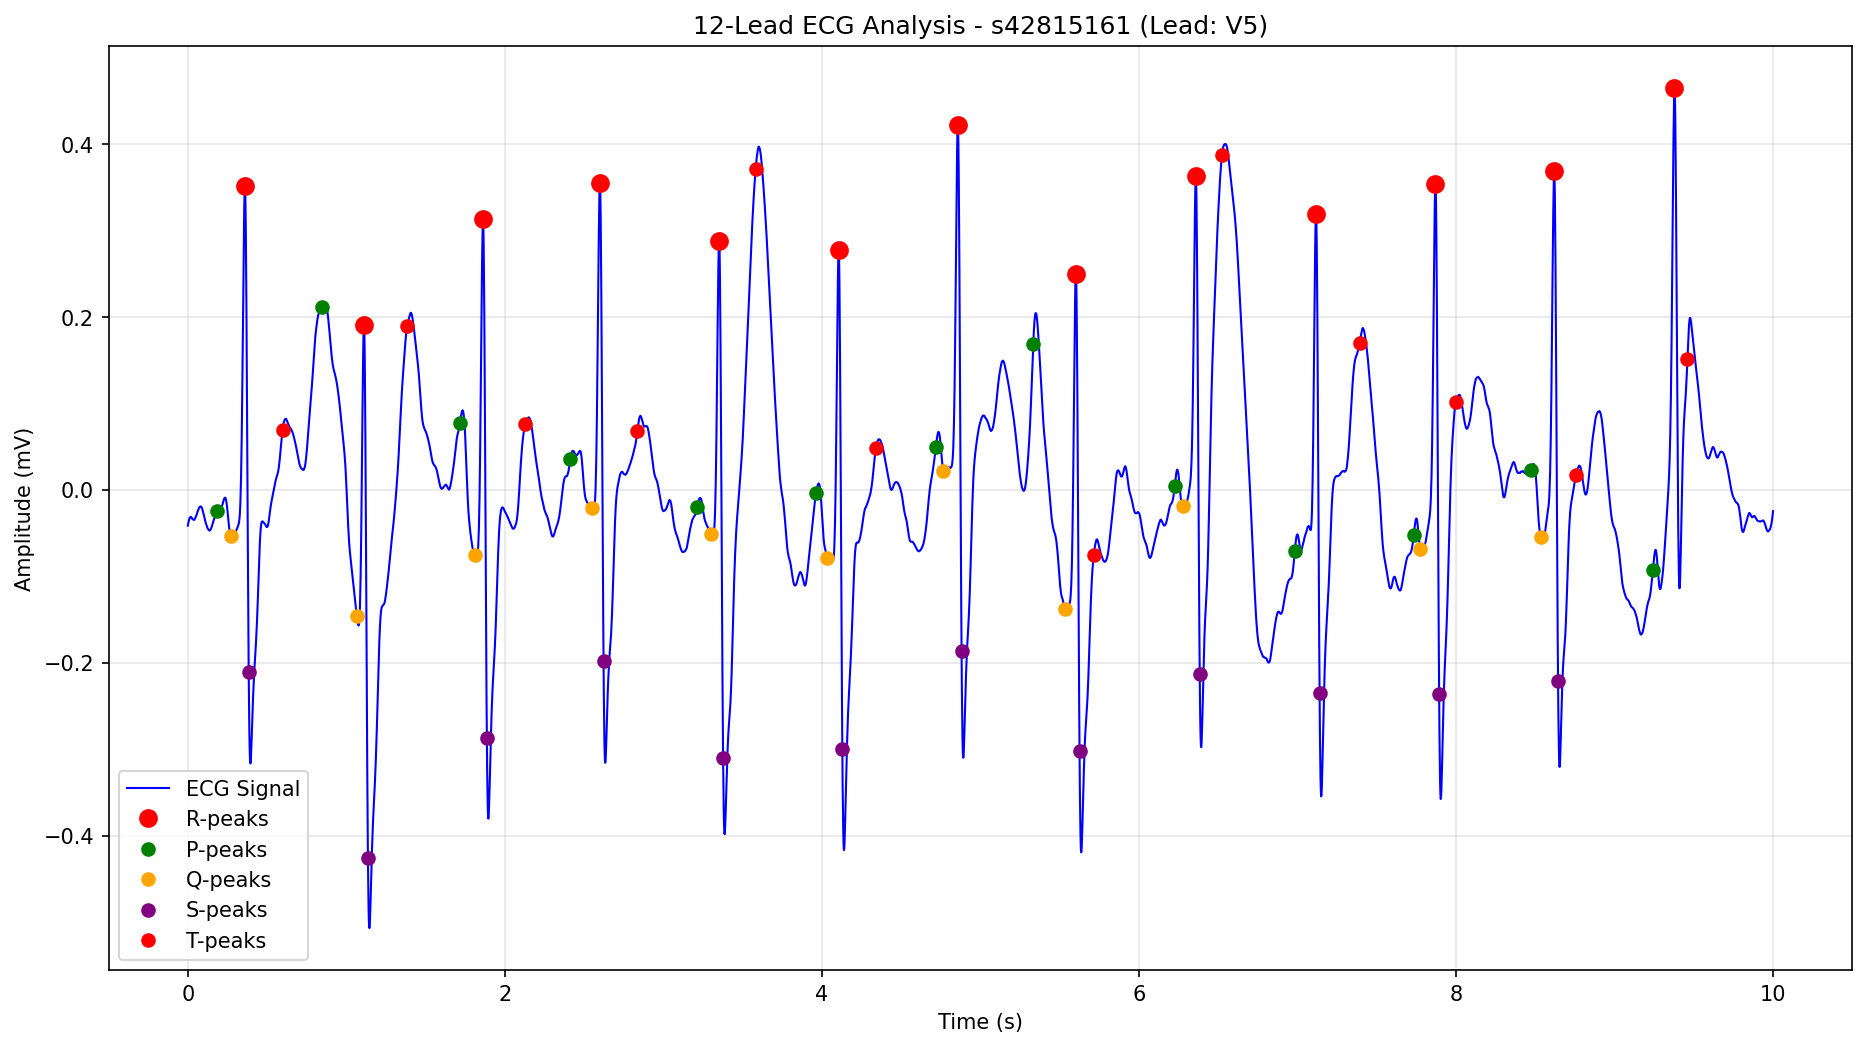 12-Lead ECG Analysis - s42815161 (Lead: V5)
Amplitude (mV)
0.4
0.2
0.0
−0.2
−0.4
ECG Signal
R-peaks
P-peaks
Q-peaks
S-peaks
T-peaks
0 2 4 6 8 10
Time (s)